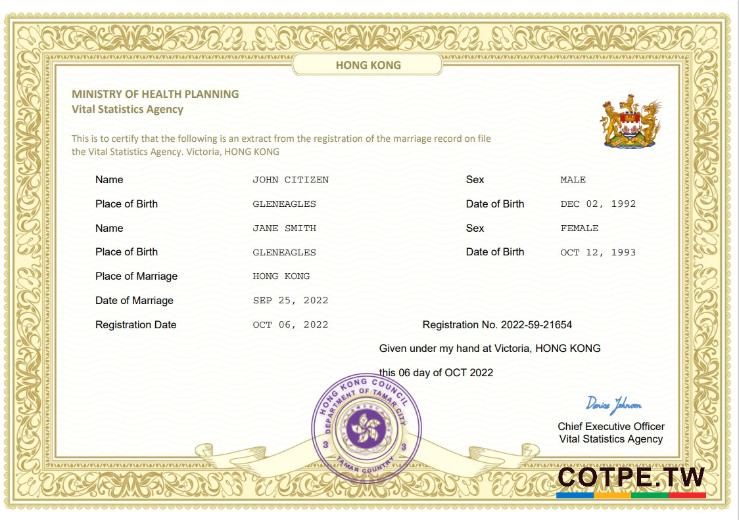 HONG KONG
MINISTRY OF HEALTH PLANNING
Vital Statistics Agency
This is to certify that the following is an extract from the registration of the marriage record on file
the Vital Statistics Agency. Victoria, HONG KONG
Name JOHN CITIZEN Sex MALE
Place of Birth GLENEAGLES Date of Birth DEC 02, 1992
Name JANE SMITH Sex FEMALE
Place of Birth GLENEAGLES Date of Birth OCT 12, 1993
Place of Marriage HONG KONG
Date of Marriage SEP 25, 2022
Registration Date OCT 06, 2022 Registration No. 2022-59-21654
Given under my hand at Victoria, HONG KONG
this 06 day of OCT 2022
HONG KONG COUNCIL
DEPARTMENT OF TAMAR CITY
3 3
TAMAR COUNTRY
Denise Johnson
Chief Executive Officer
Vital Statistics Agency
COTPE.TW